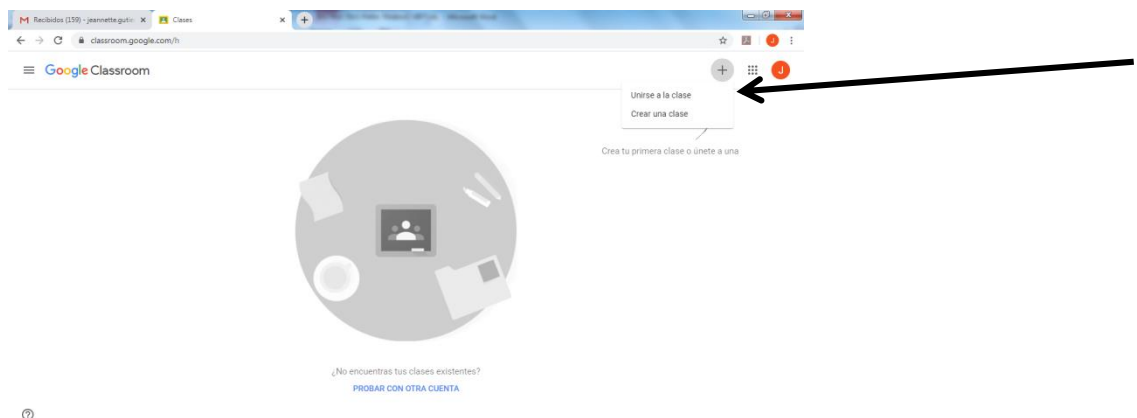 Recibidos (159) - jeannette.gutie
Clases
classroom.google.com/h
Google Classroom
J
Unirse a la clase
Crear una clase
Crea tu primera clase o únete a una
¿No encuentras tus clases existentes?
PROBAR CON OTRA CUENTA